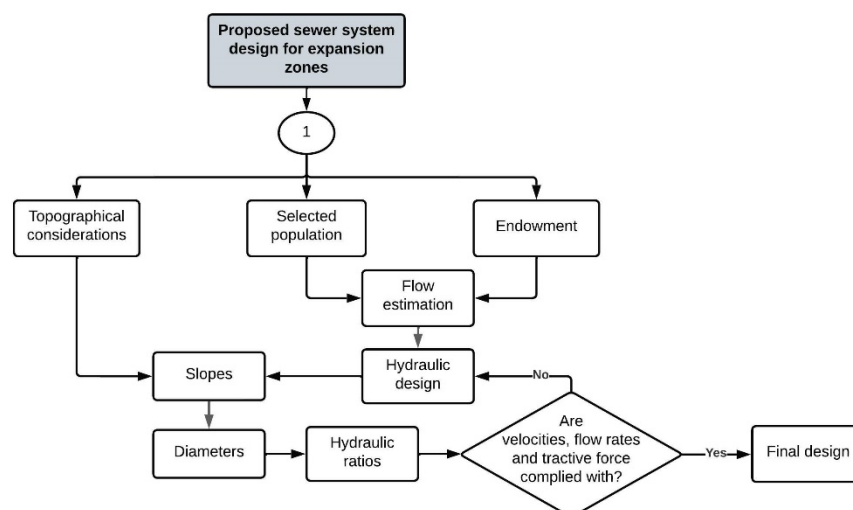 Proposed sewer system
design for expansion
zones
1
Topographical
considerations
Selected
population
Endowment
Flow
estimation
Slopes
Hydraulic
design
No
Diameters
Hydraulic
ratios
Are
velocities, flow rates
and tractive force
complied with?
Yes
Final design